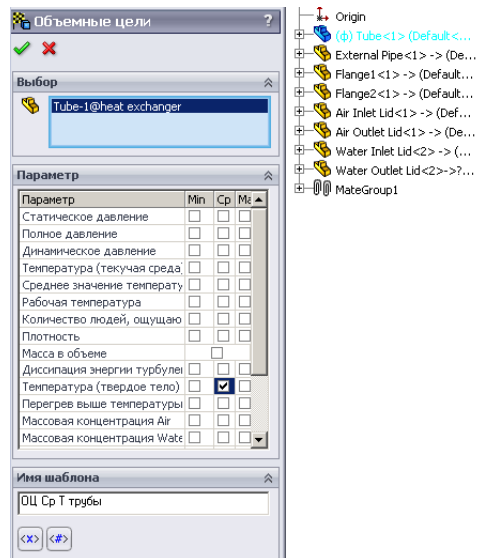 Объемные цели ?
Выбор
Tube-1@heat exchanger
Параметр
Параметр Min Ср Ma
Статическое давление
Полное давление
Динамическое давление
Температура (текучая среда)
Среднее значение температу
Рабочая температура
Количество людей, ощущаю
Плотность
Масса в объеме
Диссипация энергии турбулен
Температура (твердое тело)
Перегрев выше температуры
Массовая концентрация Air
Массовая концентрация Wate
Имя шаблона
ОЦ Ср Т трубы
<x> <#>
Origin
(ф) Tube<1> (Default<...
External Pipe<1> -> (De...
Flange1<1> -> (Default...
Flange2<1> -> (Default...
Air Inlet Lid<1> -> (Def...
Air Outlet Lid<1> -> (De...
Water Inlet Lid<2> -> (...
Water Outlet Lid<2>->?...
MateGroup1